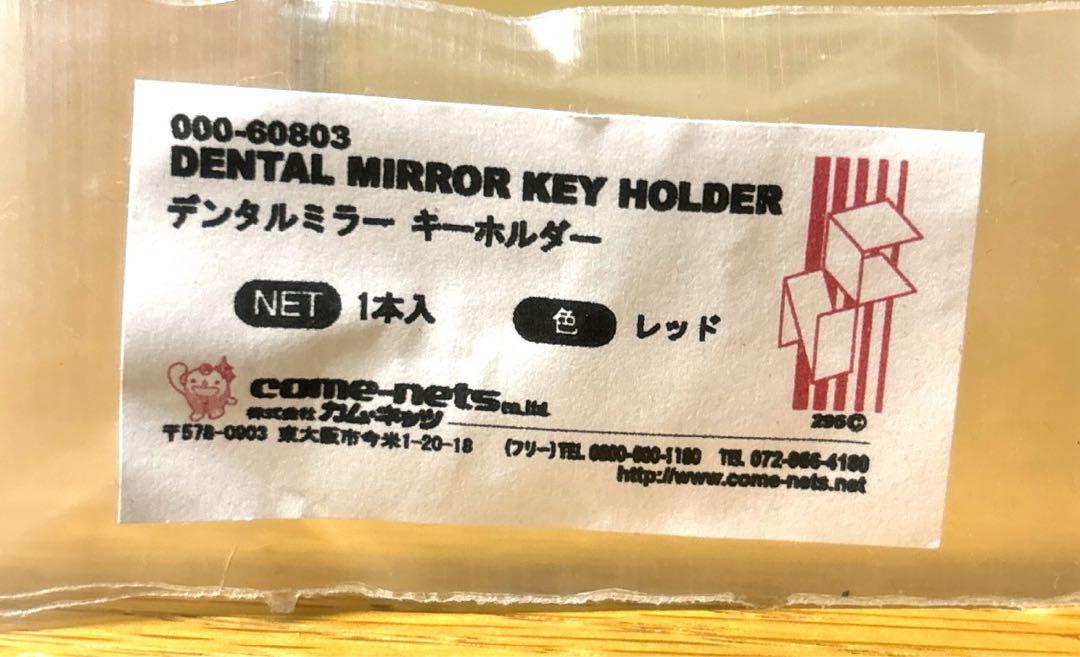 000-60803
DENTAL MIRROR KEY HOLDER
デンタルミラー キーホルダー
NET 1本入 色 レッド
come-nets co.,ltd.
株式会社 カム・ネッツ
〒578-0903 東大阪市今米1-20-18 (フリー)TEL TEL 072-966-4180
http://www.come-nets.net